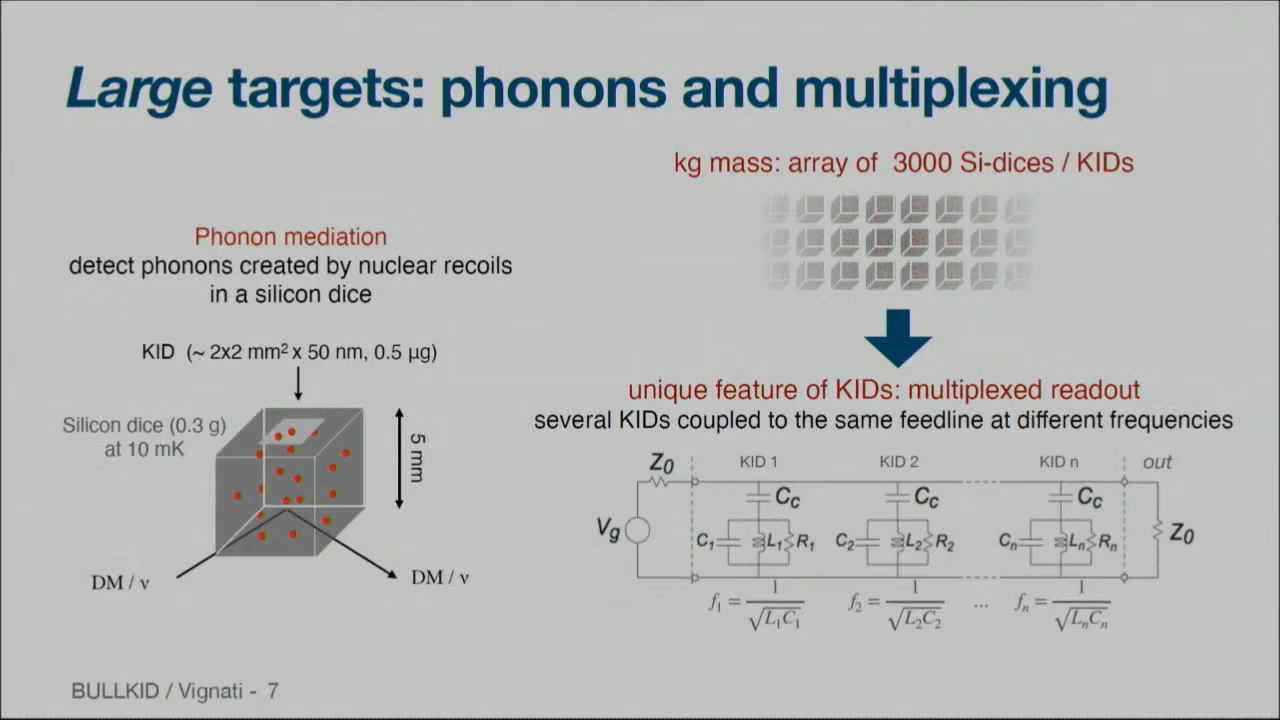 Large targets: phonons and multiplexing
kg mass: array of 3000 Si-dices / KIDs
Phonon mediation
detect phonons created by nuclear recoils
in a silicon dice
KID (~ 2x2 mm² x 50 nm, 0.5 µg)
Silicon dice (0.3 g)
at 10 mK
5 mm
DM / ν
DM / ν
unique feature of KIDs: multiplexed readout
several KIDs coupled to the same feedline at different frequencies
Z0 KID 1 KID 2 KID n out
Cc Cc Cc
Vg C1 L1 R1 C2 L2 R2 Cn Ln Rn Z0
f1 = 1/√L1C1 f2 = 1/√L2C2 ... fn = 1/√LnCn
BULLKID / Vignati - 7